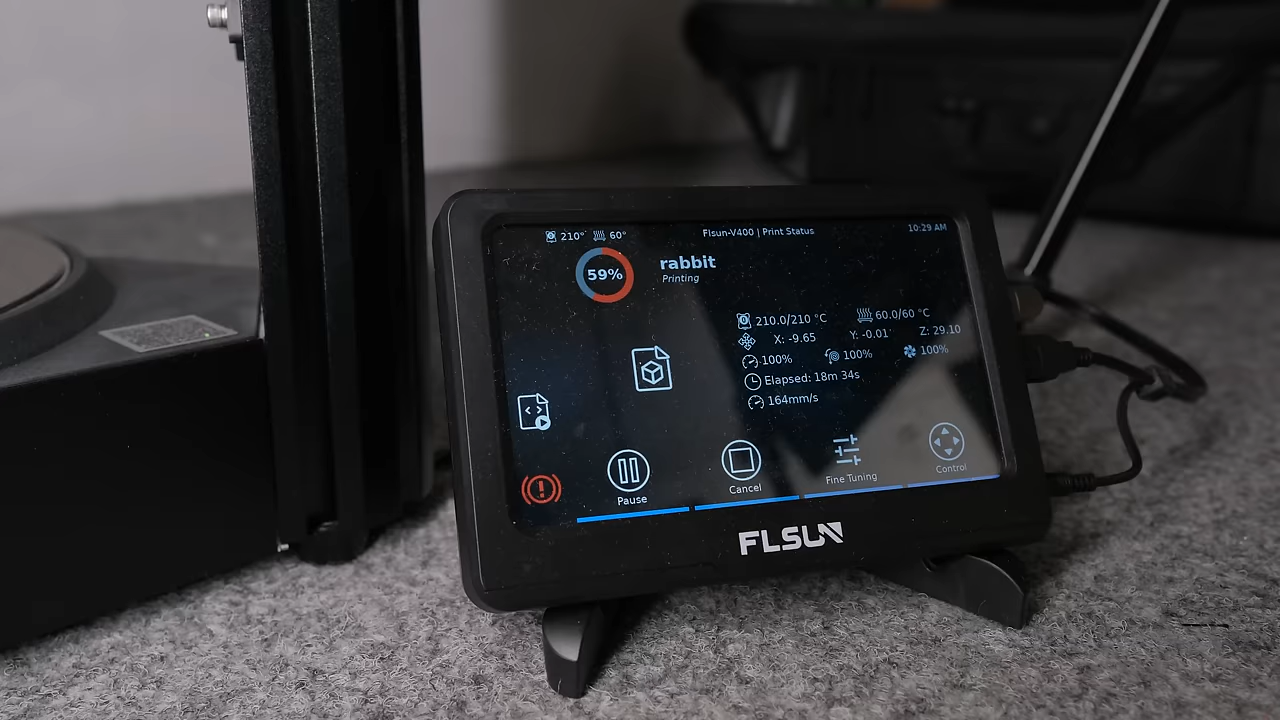 210° 60° Flsun-V400 | Print Status 10:29 AM
59%
rabbit
Printing
210.0/210 °C 60.0/60 °C
X: -9.65 Y: -0.01 Z: 29.10
100% 100% 100%
Elapsed: 18m 34s
164mm/s
Pause Cancel Fine Tuning Control
FLSUN